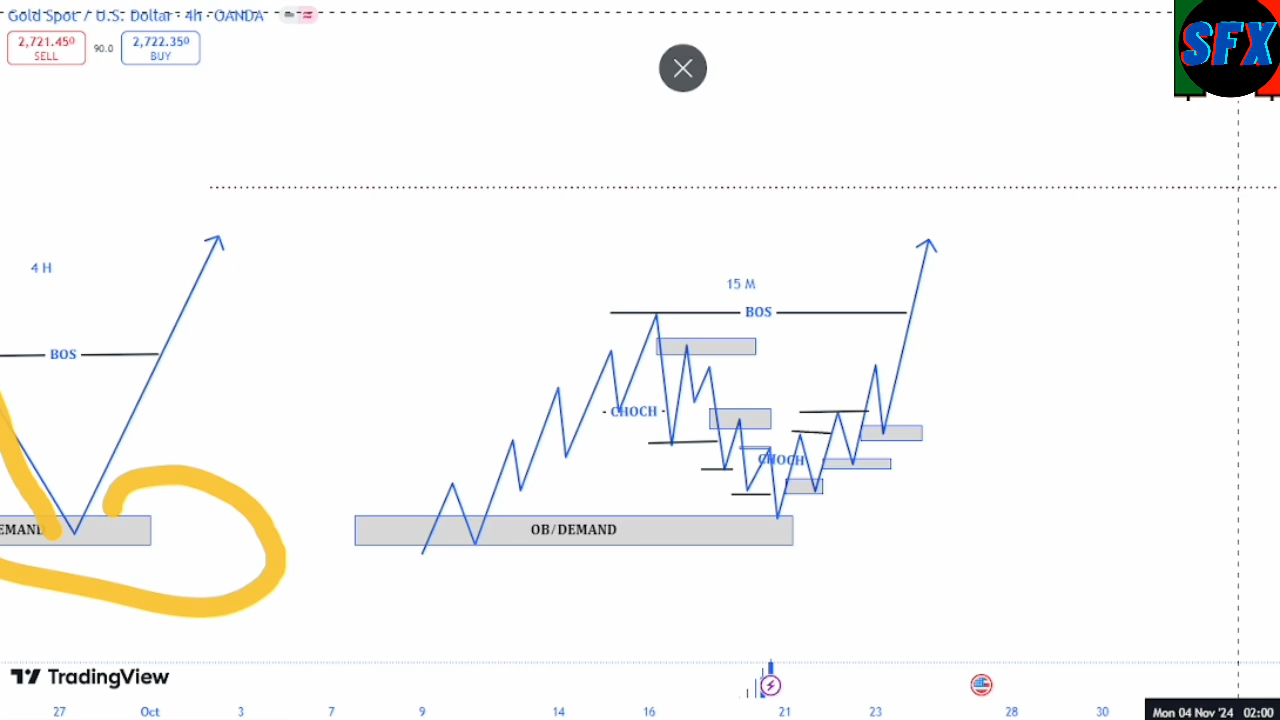 Gold Spot / U.S. Dollar · 4h · OANDA
2,721.450
SELL
90.0
2,722.350
BUY
SFX
4 H
15 M
BOS
BOS
CHOCH
CHOCH
EMAND
OB/DEMAND
TradingView
27 Oct 3 7 9 14 16 21 23 28 30
Mon 04 Nov '24 02:00